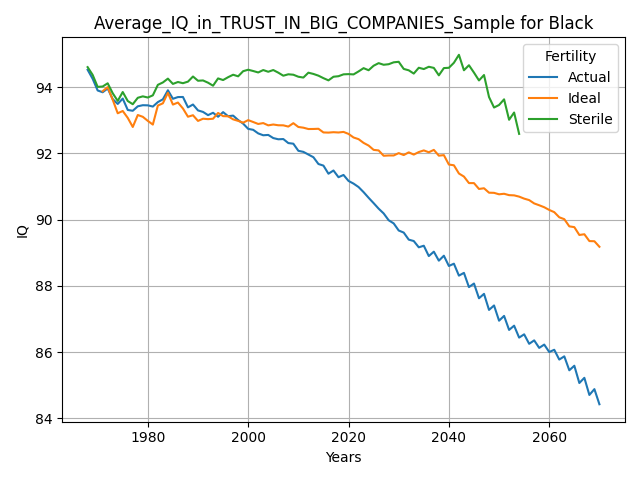 Average_IQ_in_TRUST_IN_BIG_COMPANIES_Sample for Black
Fertility
Actual
Ideal
Sterile
IQ
94
92
90
88
86
84
1980
2000
2020
2040
2060
Years